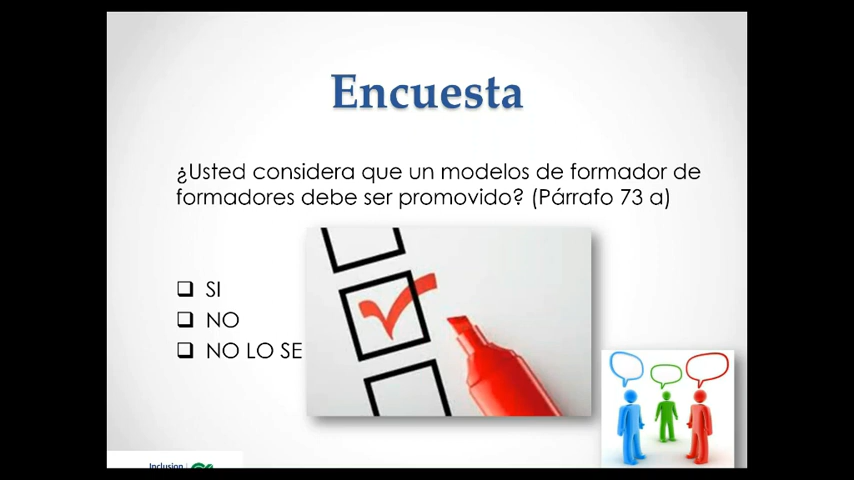 Encuesta
¿Usted considera que un modelos de formador de
formadores debe ser promovido? (Párrafo 73 a)
SI
NO
NO LO SE
Inclusion